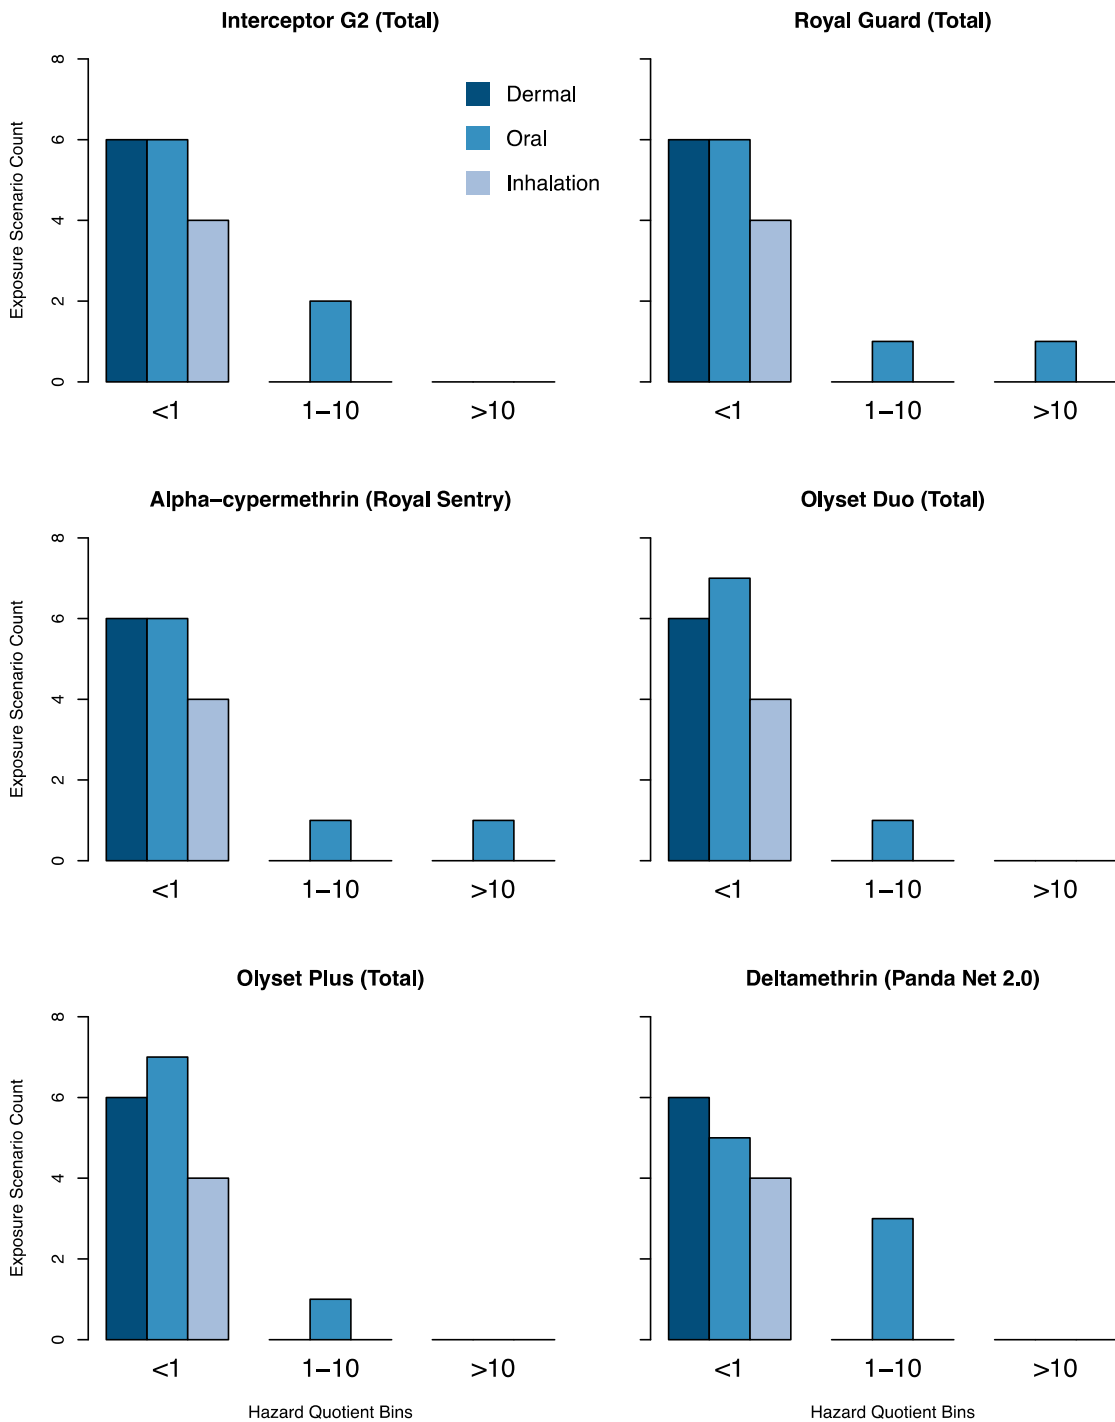 Interceptor G2 (Total)
Exposure Scenario Count
8
6
4
2
0
Dermal
Oral
Inhalation
<1
1–10
>10
Royal Guard (Total)
<1
1–10
>10
Alpha–cypermethrin (Royal Sentry)
Exposure Scenario Count
8
6
4
2
0
<1
1–10
>10
Olyset Duo (Total)
<1
1–10
>10
Olyset Plus (Total)
Exposure Scenario Count
8
6
4
2
0
<1
1–10
>10
Hazard Quotient Bins
Deltamethrin (Panda Net 2.0)
<1
1–10
>10
Hazard Quotient Bins